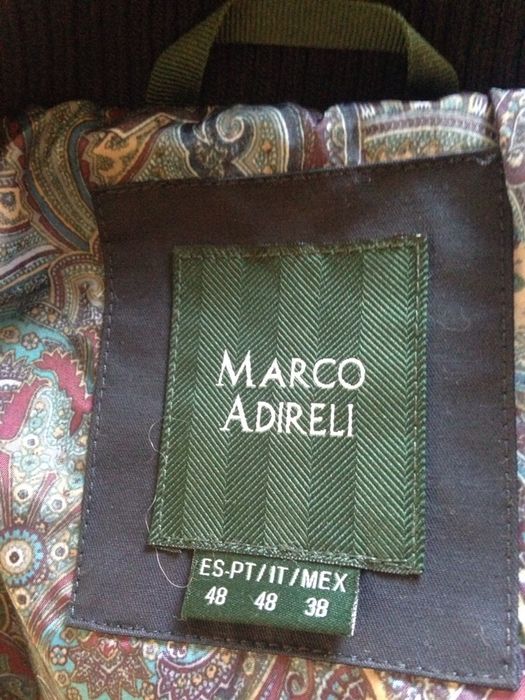 MARCO
ADIRELI
ES-PT/IT/MEX
48 48 38